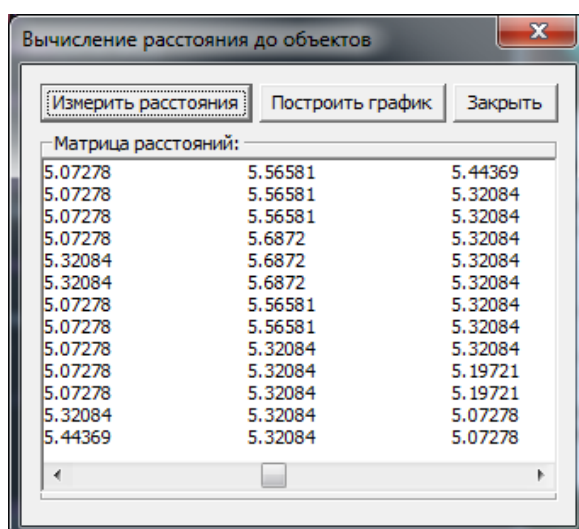 Вычисление расстояния до объектов
Измерить расстояния Построить график Закрыть
Матрица расстояний:
5.07278 5.56581 5.44369
5.07278 5.56581 5.32084
5.07278 5.56581 5.32084
5.07278 5.6872 5.32084
5.32084 5.6872 5.32084
5.32084 5.6872 5.32084
5.07278 5.56581 5.32084
5.07278 5.56581 5.32084
5.07278 5.32084 5.32084
5.07278 5.32084 5.19721
5.07278 5.32084 5.19721
5.32084 5.32084 5.07278
5.44369 5.32084 5.07278